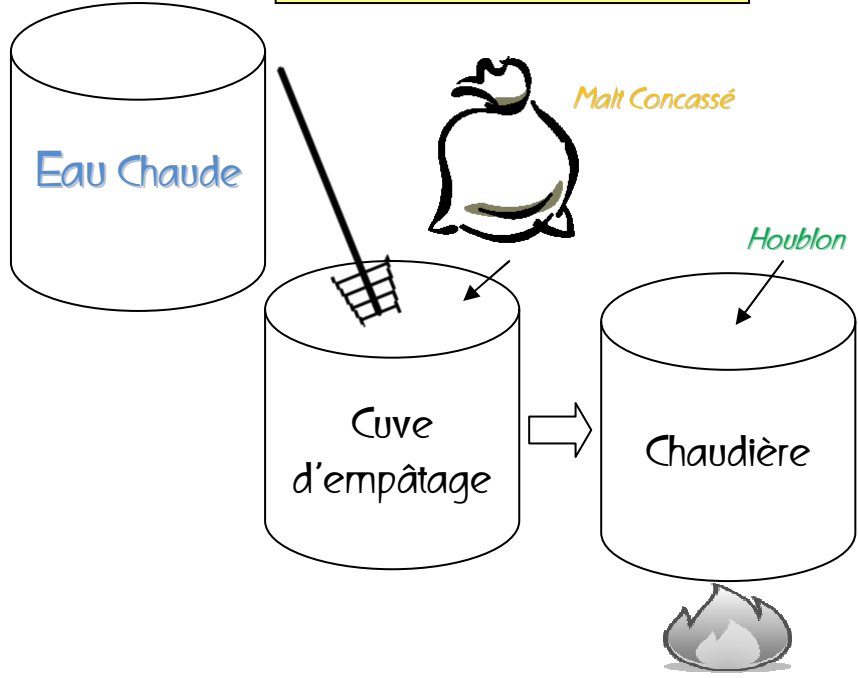 Malt Concassé
Eau Chaude
Houblon
Cuve
d'empâtage
Chaudière